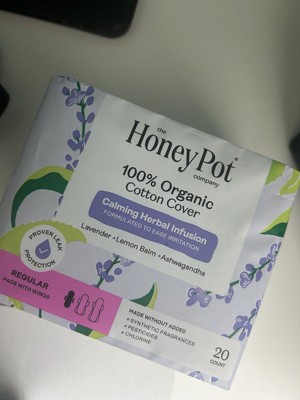 the
HoneyPot
company
100% Organic
Cotton Cover
Calming Herbal Infusion
FORMULATED TO EASE IRRITATION
Lavender • Lemon Balm • Ashwagandha
PROVEN LEAK
PROTECTION
REGULAR
PADS WITH WINGS
MADE WITHOUT ADDED:
• SYNTHETIC FRAGRANCES
• PESTICIDES
• CHLORINE
20
COUNT